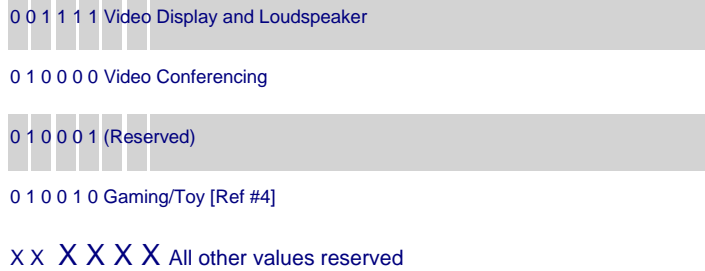 0 0 1 1 1 1 Video Display and Loudspeaker
0 1 0 0 0 0 Video Conferencing
0 1 0 0 0 1 (Reserved)
0 1 0 0 1 0 Gaming/Toy [Ref #4]
X X X X X X All other values reserved